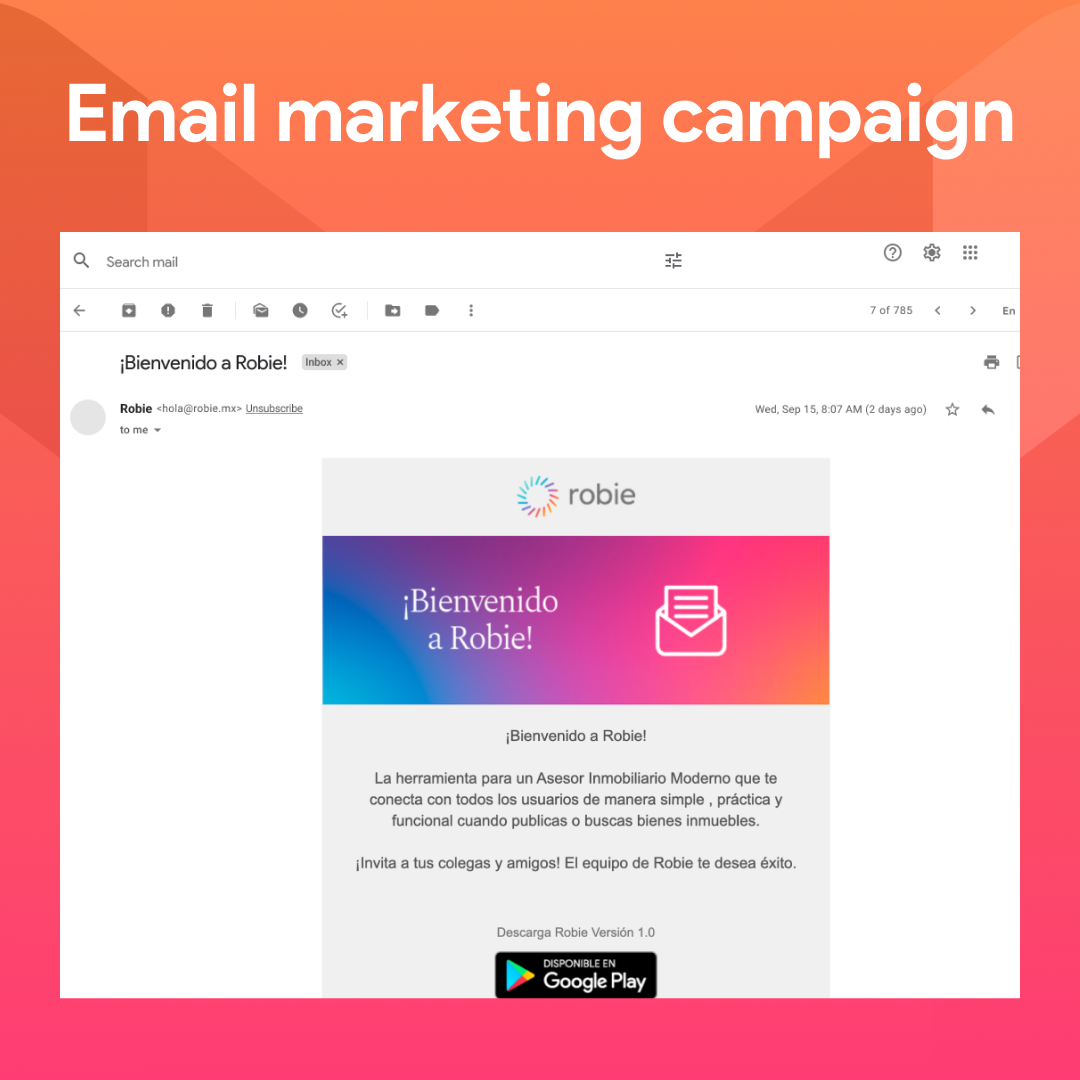 Email marketing campaign
Search mail
7 of 785
En
¡Bienvenido a Robie!
Inbox ×
Robie <hola@robie.mx> Unsubscribe
Wed, Sep 15, 8:07 AM (2 days ago)
to me
robie
¡Bienvenido
a Robie!
¡Bienvenido a Robie!
La herramienta para un Asesor Inmobiliario Moderno que te
conecta con todos los usuarios de manera simple , práctica y
funcional cuando publicas o buscas bienes inmuebles.
¡Invita a tus colegas y amigos! El equipo de Robie te desea éxito.
Descarga Robie Versión 1.0
DISPONIBLE EN
Google Play